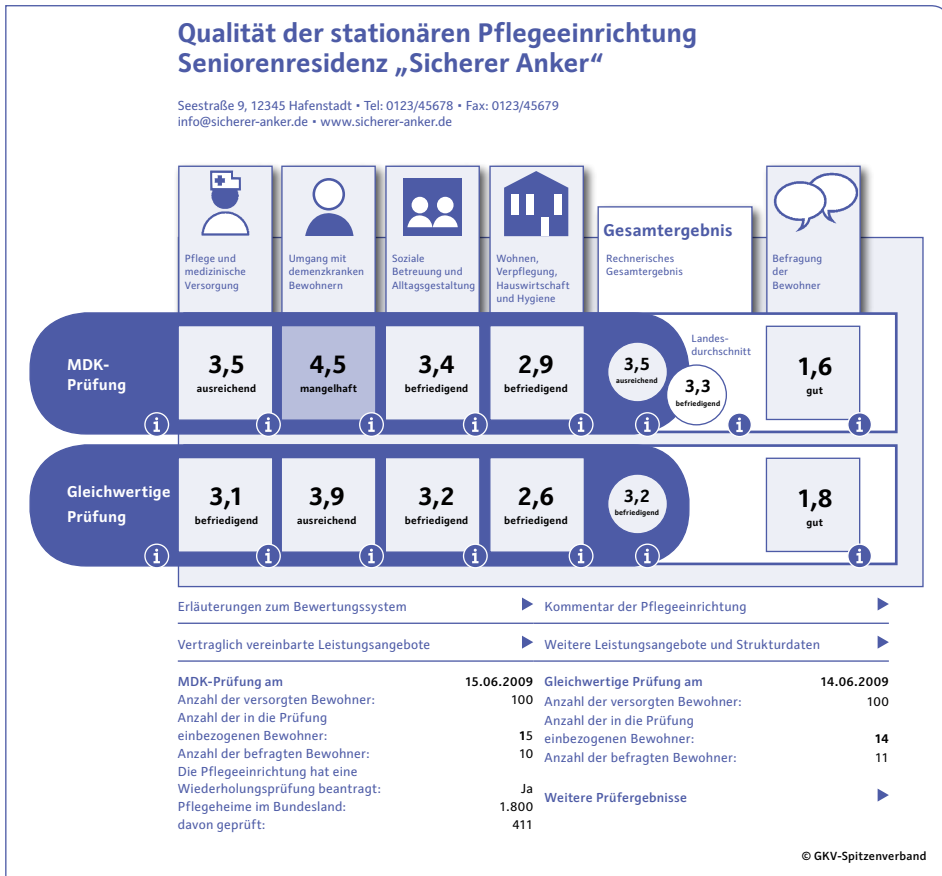 Qualität der stationären Pflegeeinrichtung
Seniorenresidenz „Sicherer Anker“
Seestraße 9, 12345 Hafenstadt • Tel: 0123/45678 • Fax: 0123/45679
info@sicherer-anker.de • www.sicherer-anker.de
Pflege und
medizinische
Versorgung
Umgang mit
demenzkranken
Bewohnern
Soziale
Betreuung und
Alltagsgestaltung
Wohnen,
Verpflegung,
Hauswirtschaft
und Hygiene
Gesamtergebnis
Rechnerisches
Gesamtergebnis
Befragung
der
Bewohner
MDK-
Prüfung
i
3,5
ausreichend
i
4,5
mangelhaft
i
3,4
befriedigend
i
2,9
befriedigend
i
3,5
ausreichend
i
Landes-
durchschnitt
3,3
befriedigend
i
1,6
gut
i
Gleichwertige
Prüfung
i
3,1
befriedigend
i
3,9
ausreichend
i
3,2
befriedigend
i
2,6
befriedigend
i
3,2
befriedigend
i
1,8
gut
i
Erläuterungen zum Bewertungssystem
Kommentar der Pflegeeinrichtung
Vertraglich vereinbarte Leistungsangebote
Weitere Leistungsangebote und Strukturdaten
MDK-Prüfung am 15.06.2009
Anzahl der versorgten Bewohner: 100
Anzahl der in die Prüfung
einbezogenen Bewohner: 15
Anzahl der befragten Bewohner: 10
Die Pflegeeinrichtung hat eine
Wiederholungsprüfung beantragt: Ja
Pflegeheime im Bundesland: 1.800
davon geprüft: 411
Gleichwertige Prüfung am 14.06.2009
Anzahl der versorgten Bewohner: 100
Anzahl der in die Prüfung
einbezogenen Bewohner: 14
Anzahl der befragten Bewohner: 11
Weitere Prüfergebnisse
© GKV-Spitzenverband